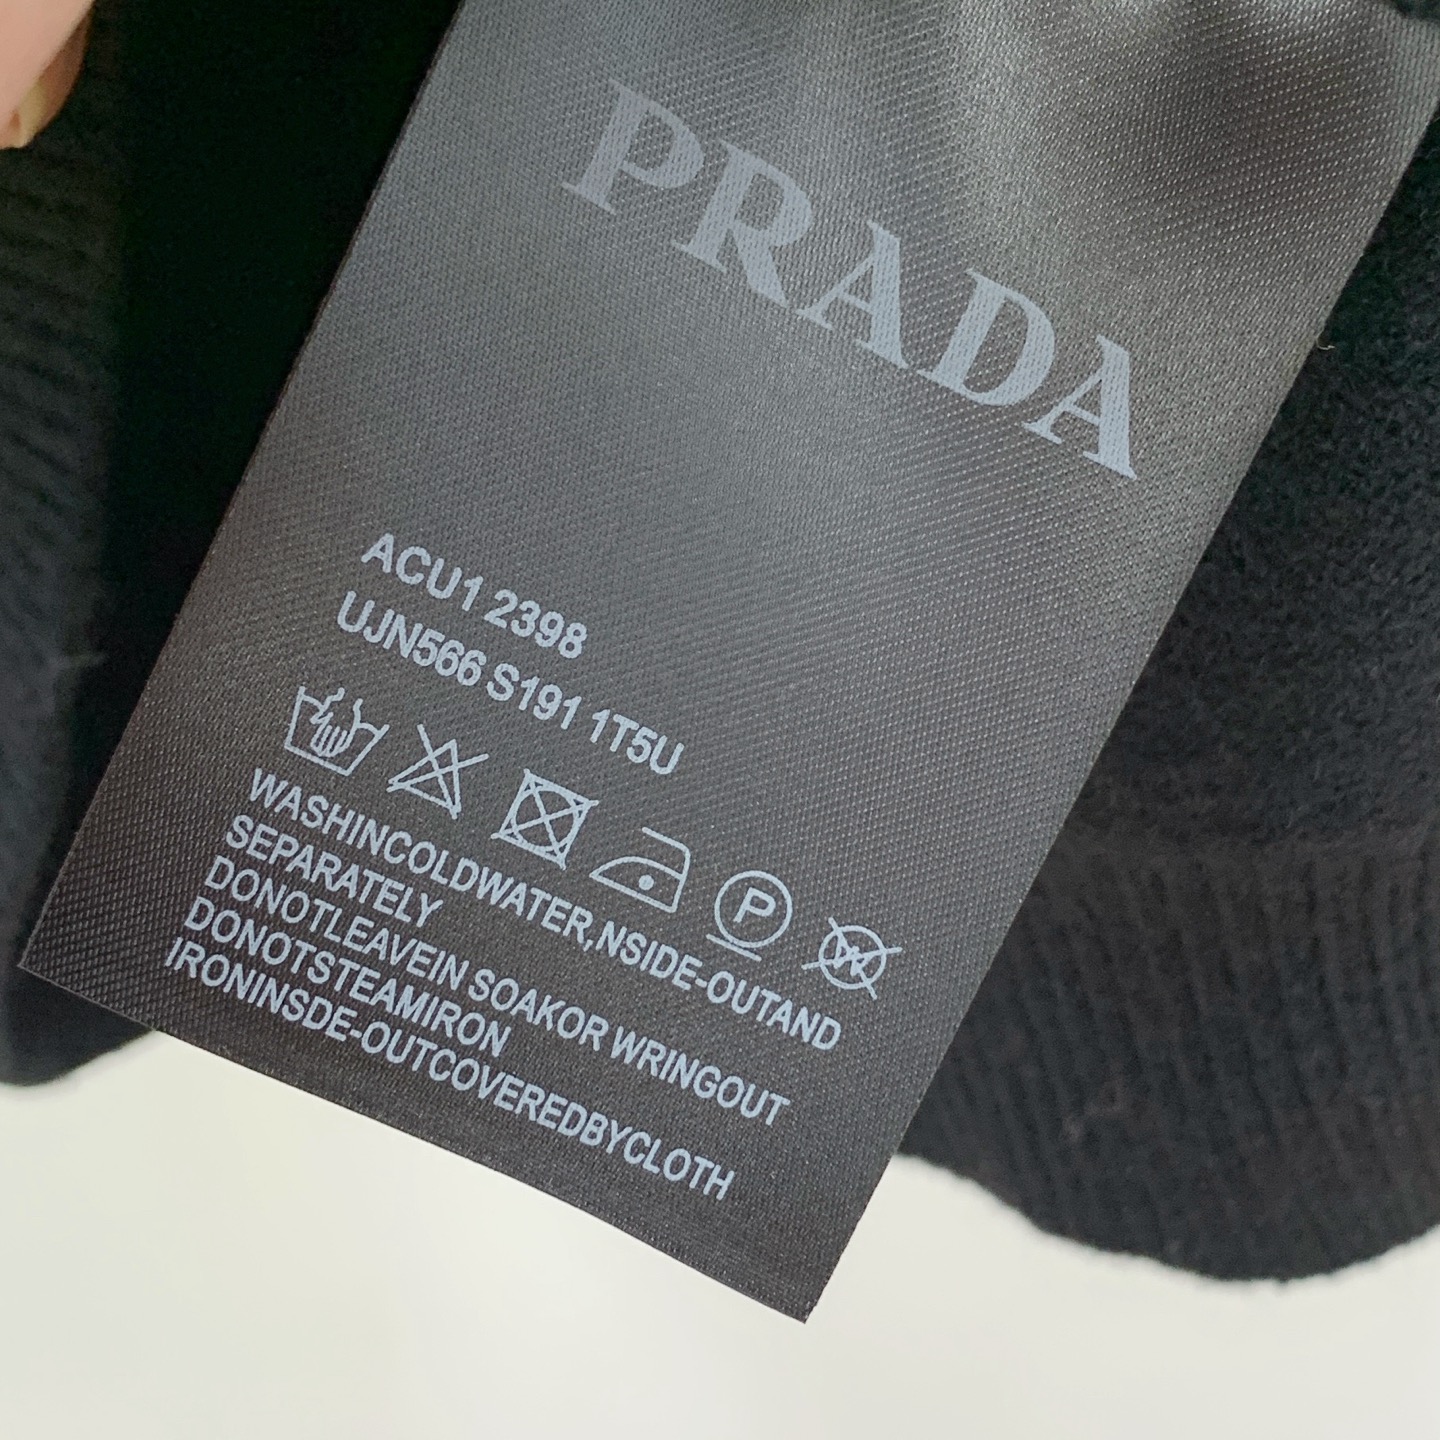 PRADA
ACU1 2398
UJN566 S191 1T5U
P
W
WASHINCOLDWATER,NSIDE-OUTAND
SEPARATELY
DONOTLEAVEIN SOAKOR WRINGOUT
DONOTSTEAMIRON
IRONINSDE-OUTCOVEREDBYCLOTH